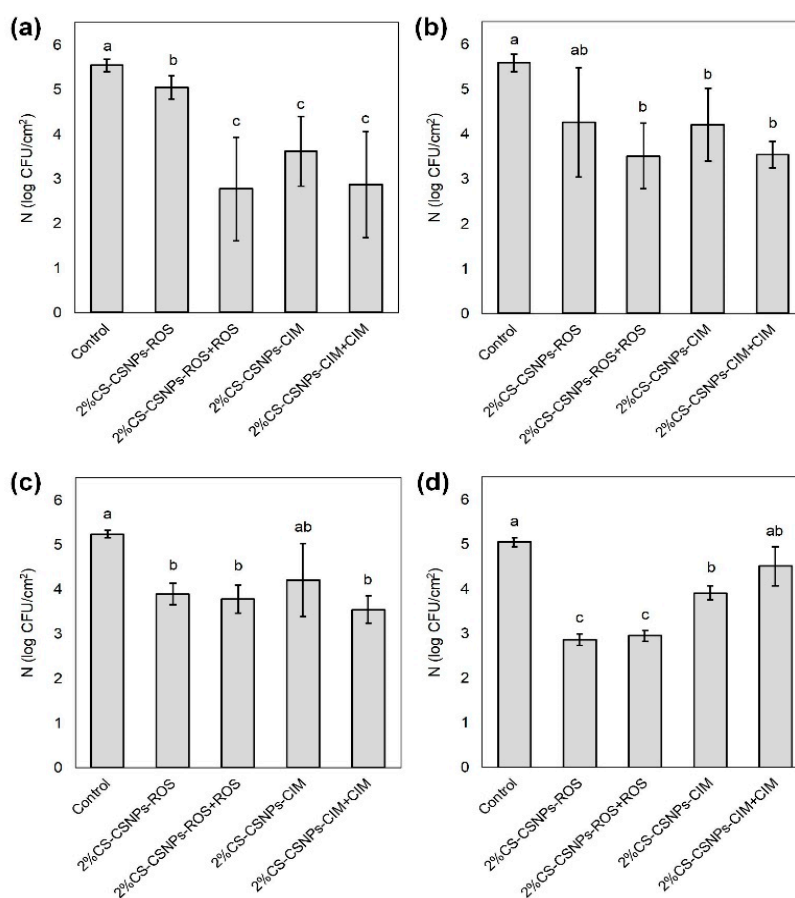 (a)
N (log CFU/cm²)
6
5
4
3
2
1
0
a
b
c
c
c
Control
2%CS-CSNPs-ROS
2%CS-CSNPs-ROS+ROS
2%CS-CSNPs-CIM
2%CS-CSNPs-CIM+CIM
(b)
N (log CFU/cm²)
6
5
4
3
2
1
0
a
ab
b
b
b
Control
2%CS-CSNPs-ROS
2%CS-CSNPs-ROS+ROS
2%CS-CSNPs-CIM
2%CS-CSNPs-CIM+CIM
(c)
N (log CFU/cm²)
6
5
4
3
2
1
0
a
b
b
ab
b
Control
2%CS-CSNPs-ROS
2%CS-CSNPs-ROS+ROS
2%CS-CSNPs-CIM
2%CS-CSNPs-CIM+CIM
(d)
N (log CFU/cm²)
6
5
4
3
2
1
0
a
c
c
b
ab
Control
2%CS-CSNPs-ROS
2%CS-CSNPs-ROS+ROS
2%CS-CSNPs-CIM
2%CS-CSNPs-CIM+CIM